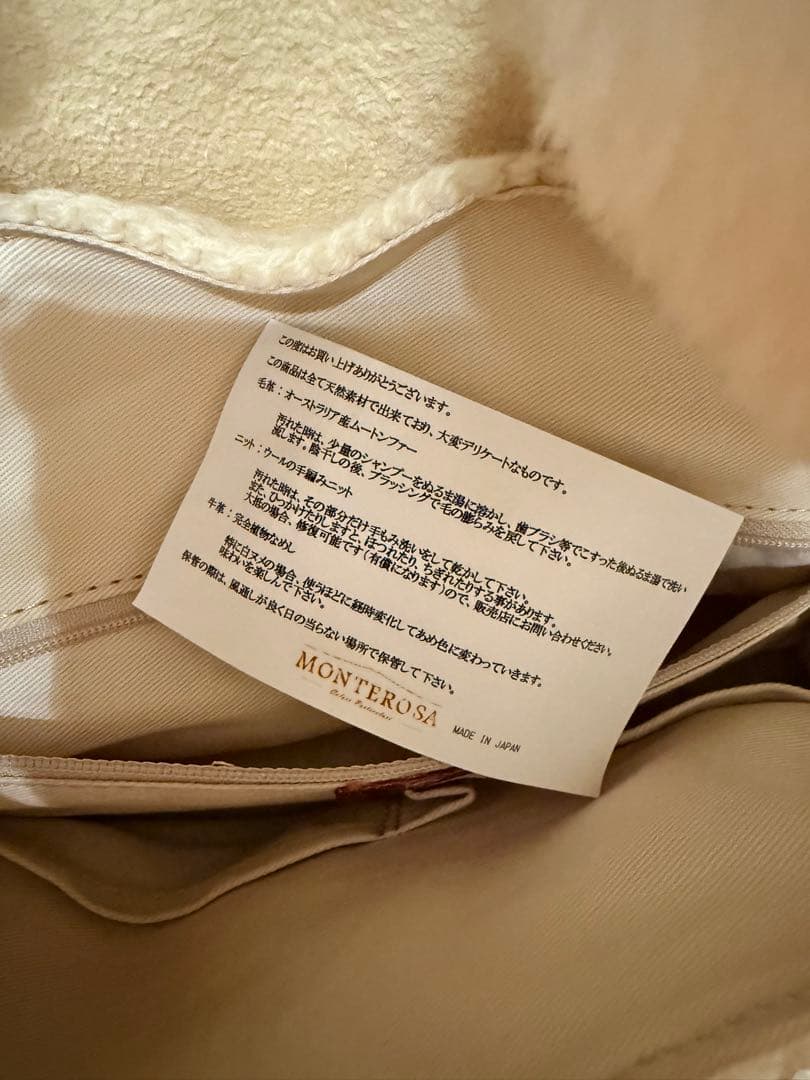 この度はお買い上げありがとうございます。
この商品は全て天然素材で出来ており、大変デリケートなものです。
毛革：オーストラリア産ムートンファー
汚れた時は、少量のシャンプーをぬるま湯に溶かし、歯ブラシ等でこすった後ぬるま湯で洗い
流します。陰干しの後、ブラッシングで毛の膨らみを戻して下さい。
ニット：ウールの手編みニット
汚れた時は、その部分だけ手もみ洗いをして乾かして下さい。
また、ひっかけたりしますと、ほつれたり、ちぎれたりする事があります。
大抵の場合、修復可能です（有償になります）ので、販売店にお問い合わせください。
牛革：完全植物なめし
特に白ヌメの場合、使うほどに経時変化してあめ色に変わっていきます。
味わいを楽しんで下さい。
保管の際は、風通しが良く日の当らない場所で保管して下さい。
MONTEROSA
MADE IN JAPAN